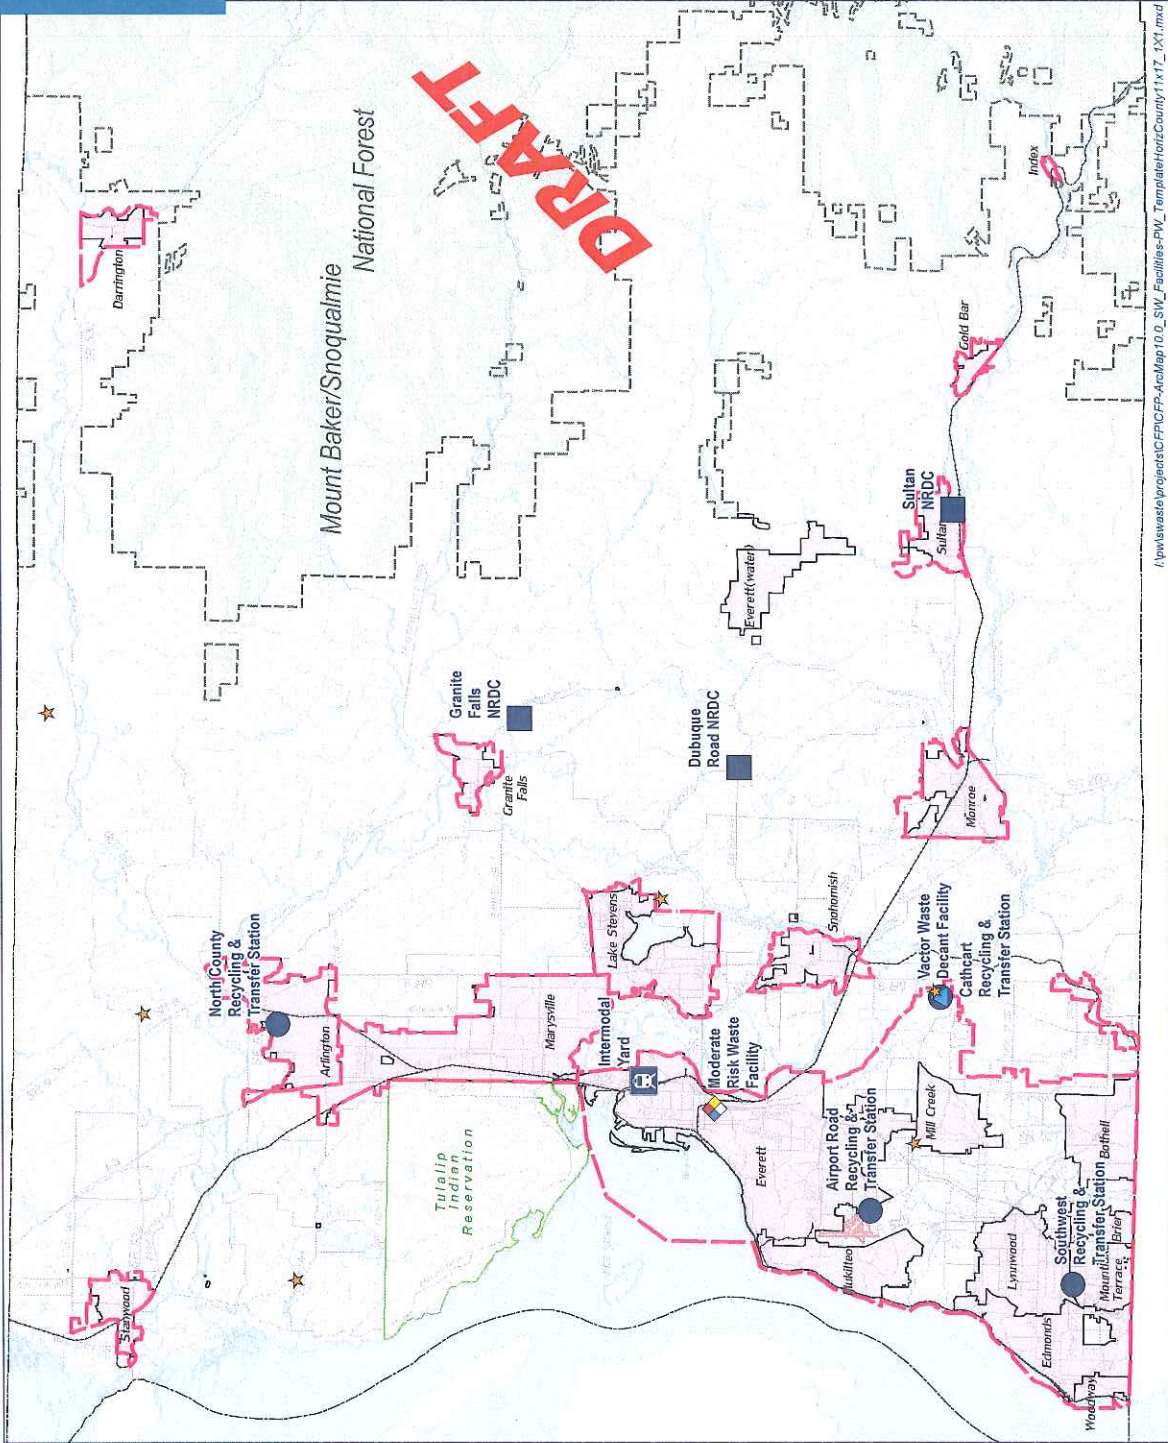 Mount Baker/Snoqualmie
National Forest
DRAFT
Darrington
Index
Gold Bar
Sultan
NRDC
Sultan
Everett(water)
Granite
Falls
NRDC
Granite
Falls
Dubuque
Road NRDC
Monroe
Snohomish
Lake Stevens
North County
Recycling &
Transfer Station
Arlington
Marysville
Intermodal
Yard
Moderate
Risk Waste
Facility
Vactor Waste
Decant Facility
Cathcart
Recycling &
Transfer Station
Tulalip
Indian
Reservation
Stanwood
Everett
Airport Road
Recycling &
Transfer Station
Mill Creek
Mukilteo
Bothell
Lynnwood
Southwest
Recycling &
Transfer Station
Brier
Terrace
Edmonds
Woodway